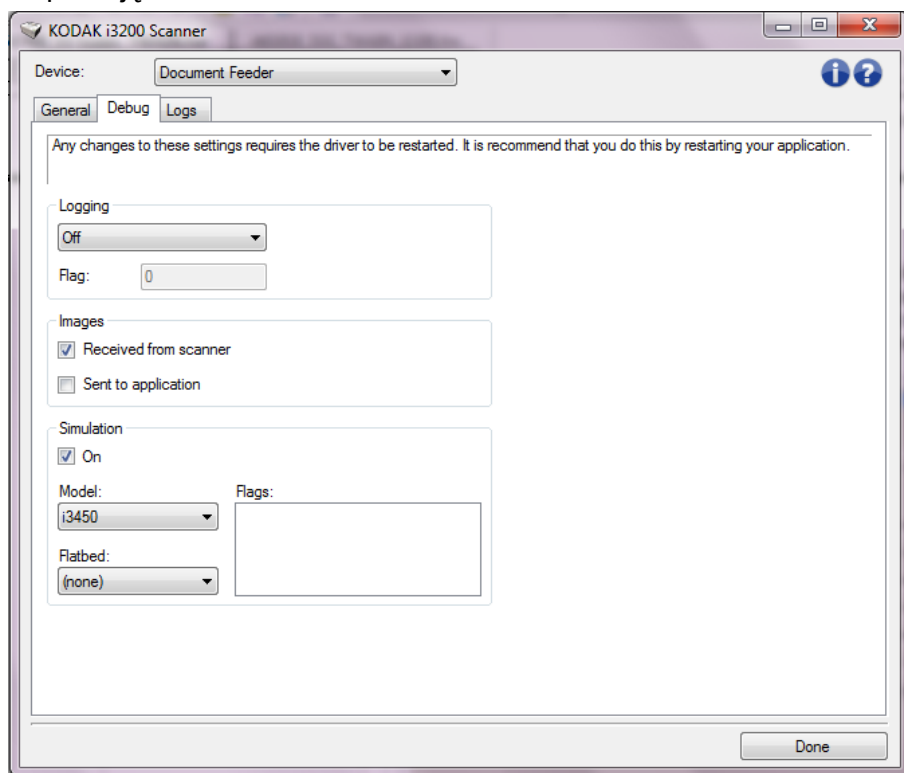 KODAK i3200 Scanner
Device: Document Feeder
General Debug Logs
Any changes to these settings requires the driver to be restarted. It is recommend that you do this by restarting your application.
Logging
Off
Flag: 0
Images
Received from scanner
Sent to application
Simulation
On
Model: Flags:
i3450
Flatbed:
(none)
Done